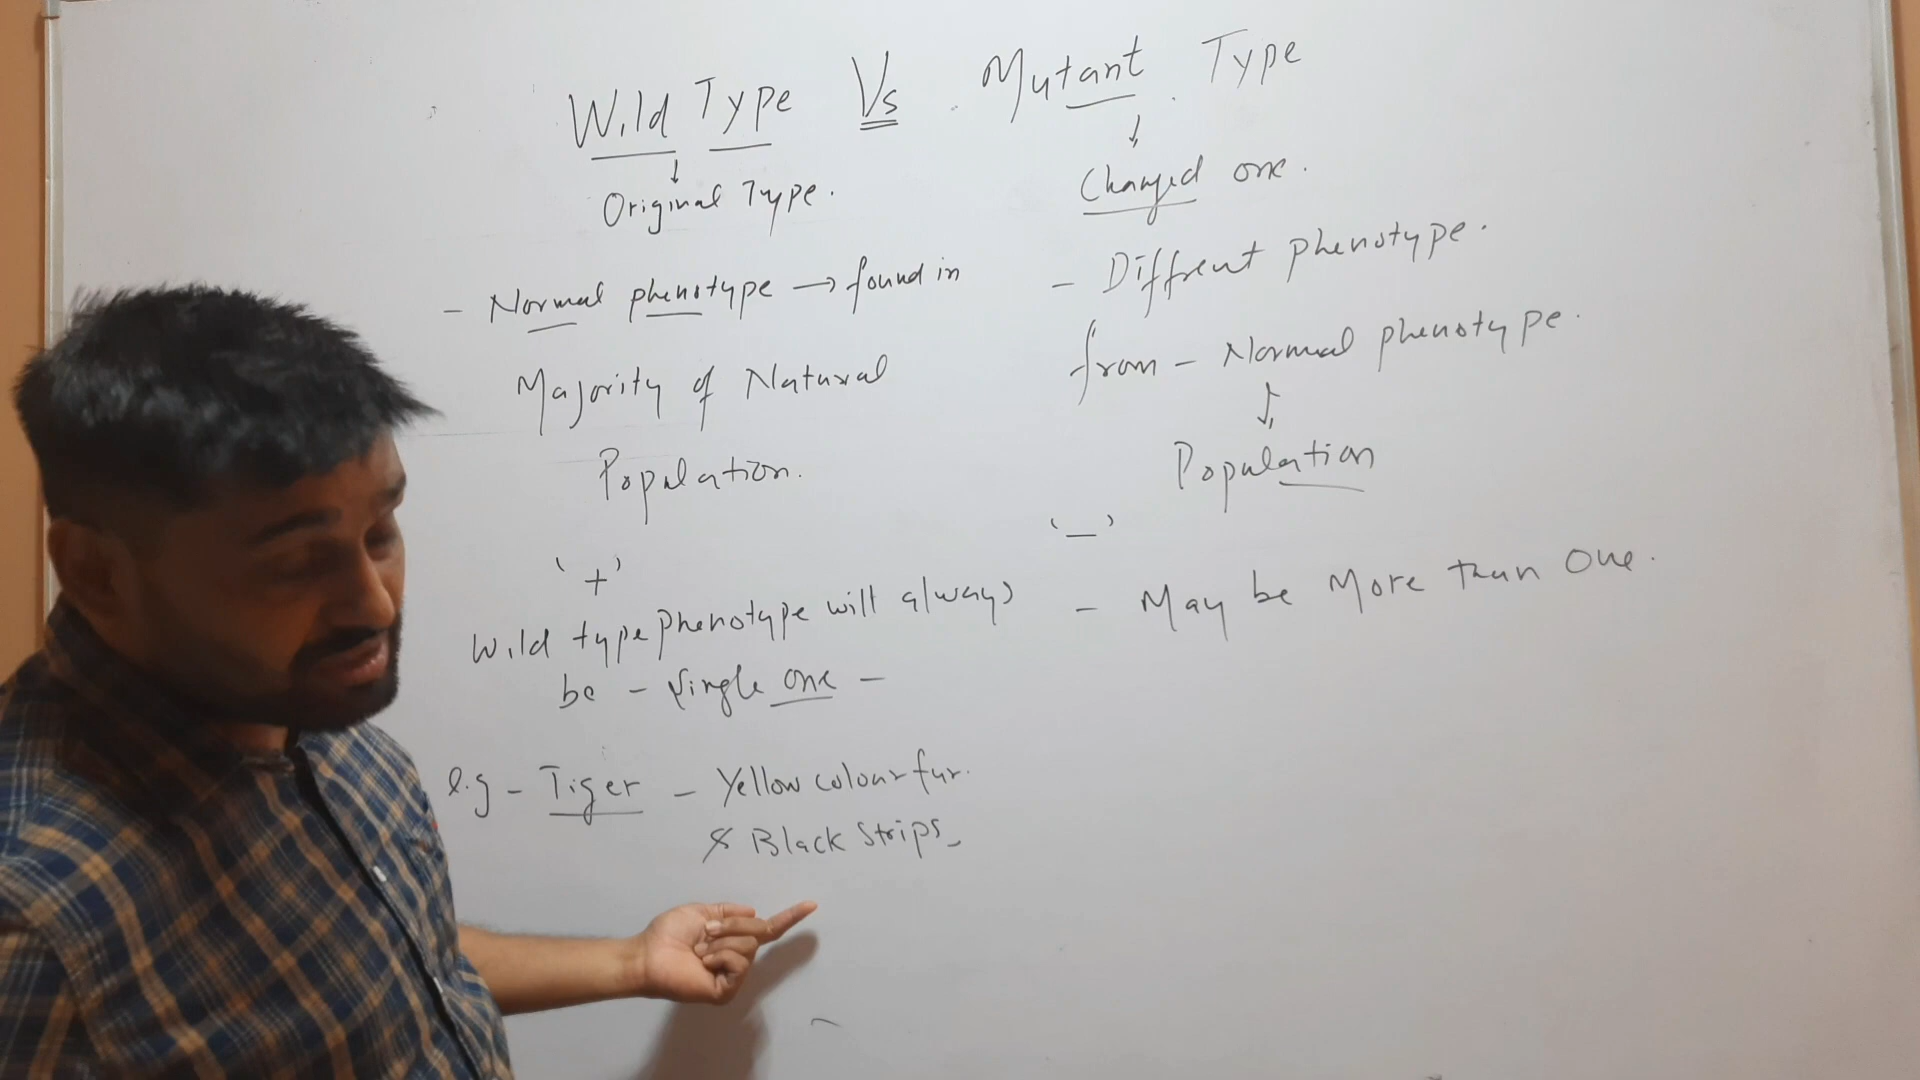 Wild Type Vs Mutant Type
Original Type.
- Normal phenotype → found in
Majority of Natural
Population.
'+'
Wild type Phenotype will always
be - Single one -
e.g - Tiger - Yellow colour fur.
& Black Strips
↓
Changed one.
- Diffrent phenotype.
from - Normal phenotype.
Population
'-'
- May be More than One.